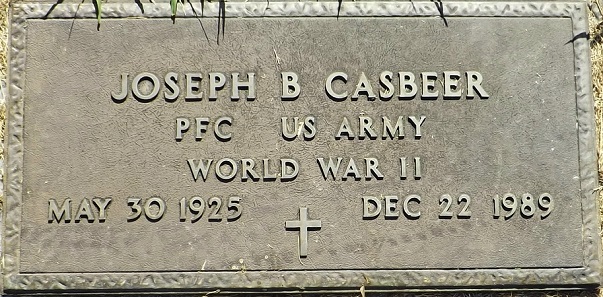 JOSEPH B CASBEER
PFC US ARMY
WORLD WAR II
MAY 30 1925 DEC 22 1989